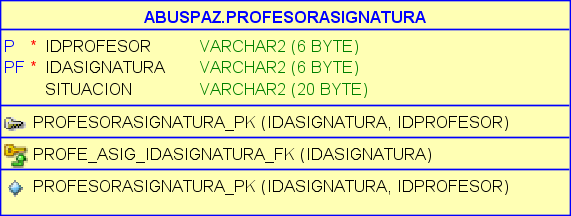 ABUSPAZ.PROFESORASIGNATURA
P * IDPROFESOR VARCHAR2 (6 BYTE)
PF * IDASIGNATURA VARCHAR2 (6 BYTE)
SITUACION VARCHAR2 (20 BYTE)
PROFESORASIGNATURA_PK (IDASIGNATURA, IDPROFESOR)
PROFE_ASIG_IDASIGNATURA_FK (IDASIGNATURA)
PROFESORASIGNATURA_PK (IDASIGNATURA, IDPROFESOR)